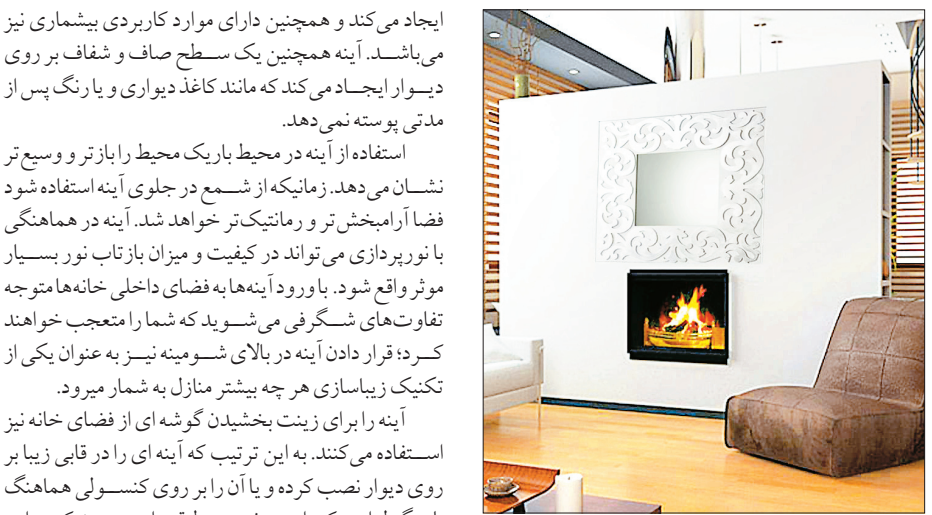 ایجاد می‌کند و همچنین دارای موارد کاربردی بیشماری نیز
می‌باشد. آینه همچنین یک سطح صاف و شفاف بر روی
دیوار ایجاد می‌کند که مانند کاغذ دیواری و یا رنگ پس از
مدتی پوسته نمی‌دهد.
استفاده از آینه در محیط باریک محیط را بازتر و وسیع تر
نشان می‌دهد. زمانیکه از شمع در جلوی آینه استفاده شود
فضا آرامبخش‌تر و رمانتیک‌تر خواهد شد. آینه در هماهنگی
با نورپردازی می‌تواند در کیفیت و میزان بازتاب نور بسیار
موثر واقع شود. با ورود آینه‌ها به فضای داخلی خانه‌ها متوجه
تفاوت‌های شگرفی می‌شوید که شما را متعجب خواهند
کرد؛ قرار دادن آینه در بالای شومینه نیز به عنوان یکی از
تکنیک زیباسازی هر چه بیشتر منازل به شمار میرود.
آینه را برای زینت بخشیدن گوشه ای از فضای خانه نیز
استفاده می‌کنند. به این ترتیب که آینه ای را در قابی زیبا بر
روی دیوار نصب کرده و یا آن را بر روی کنسولی هماهنگ